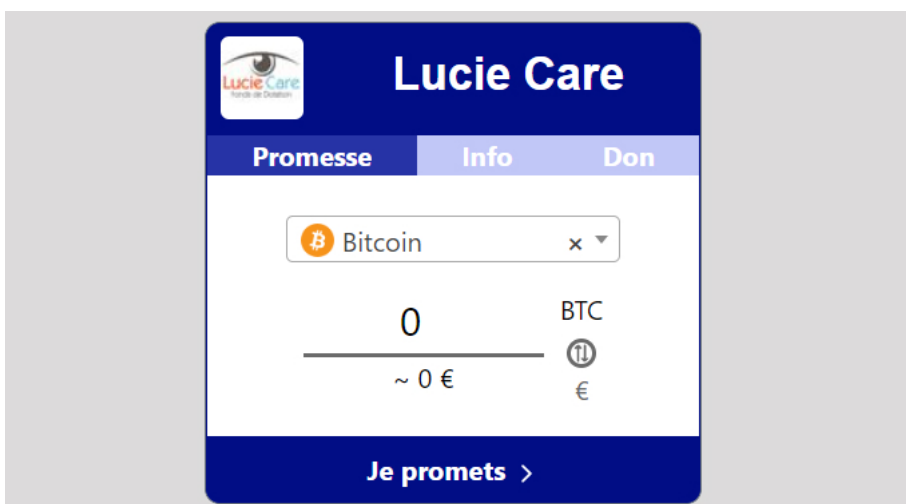 Lucie Care
Fonds de Dotation
Lucie Care
Promesse Info Don
Bitcoin × 
0 BTC
~ 0 € €
Je promets >